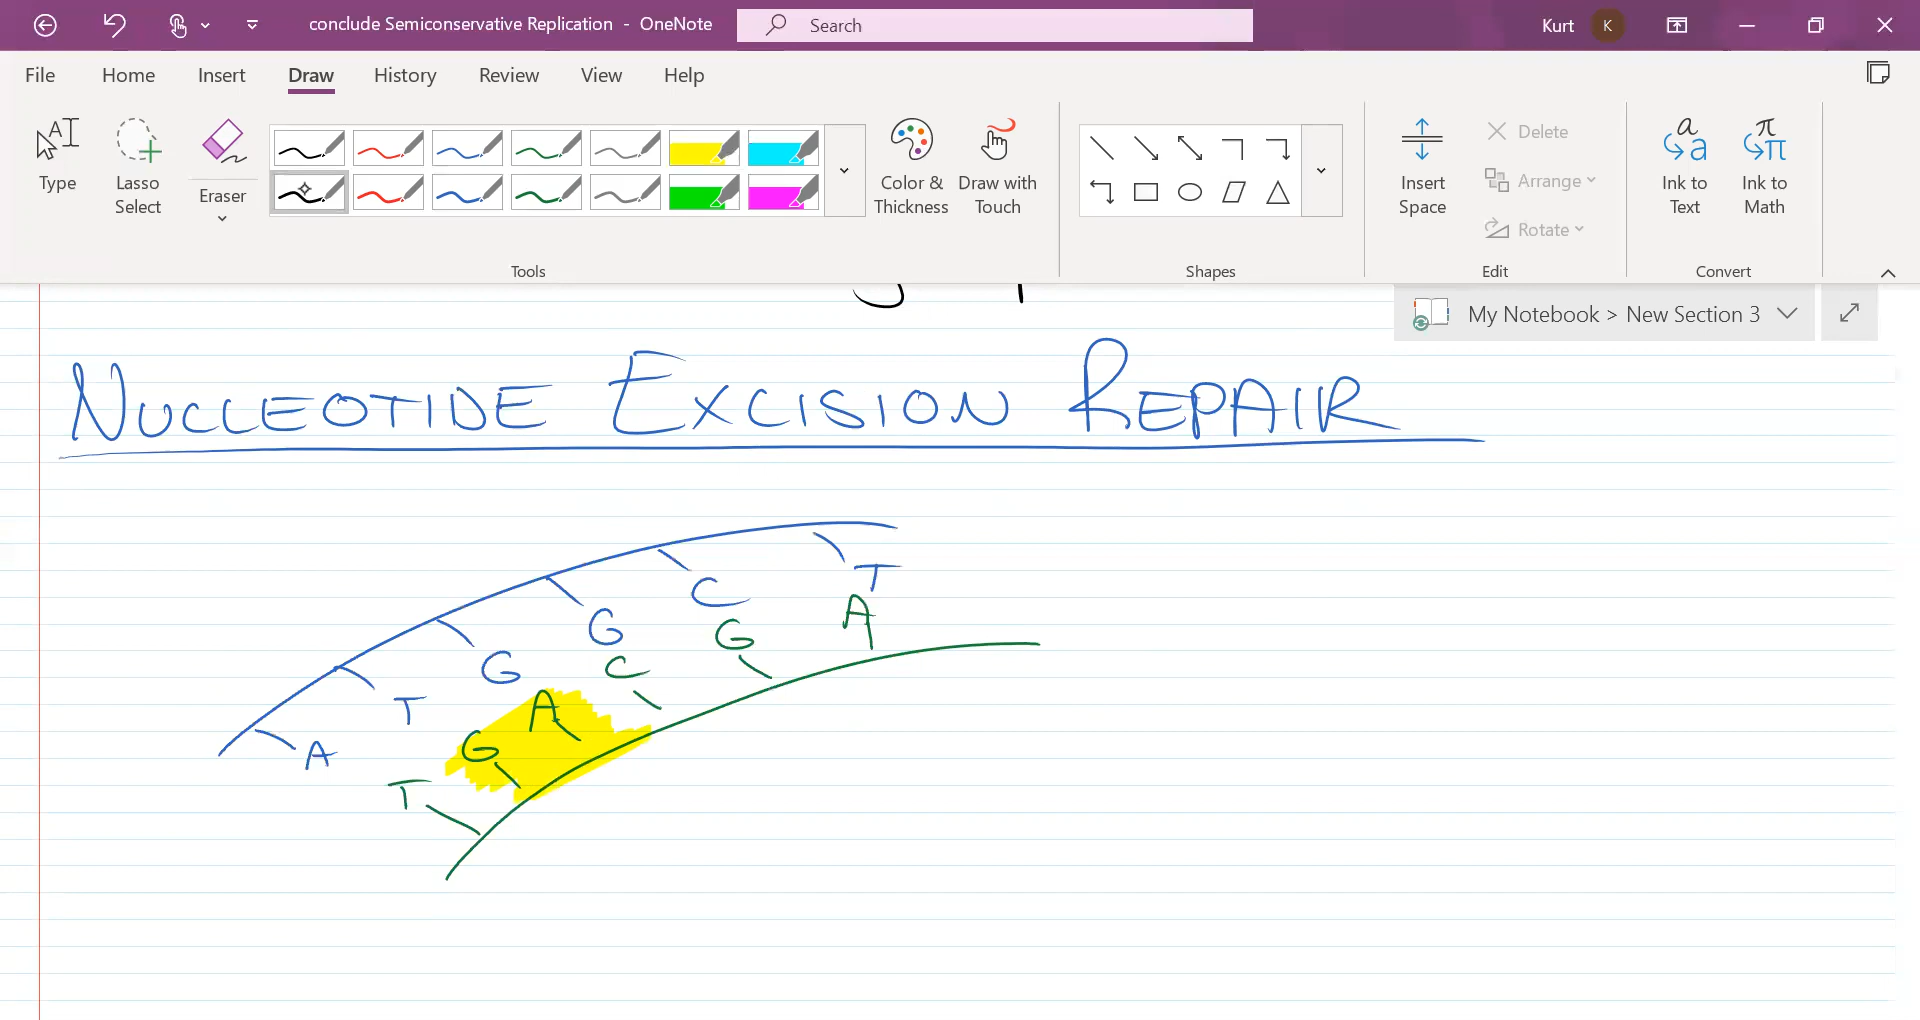 conclude Semiconservative Replication - OneNote
Search
Kurt K
File Home Insert Draw History Review View Help
Type
Lasso Select
Eraser
Color & Thickness
Draw with Touch
Insert Space
Delete
Arrange
Rotate
Ink to Text
Ink to Math
Tools Shapes Edit Convert
My Notebook > New Section 3
NUCLEOTIDE EXCISION REPAIR
A T G G C T
T G A C G A